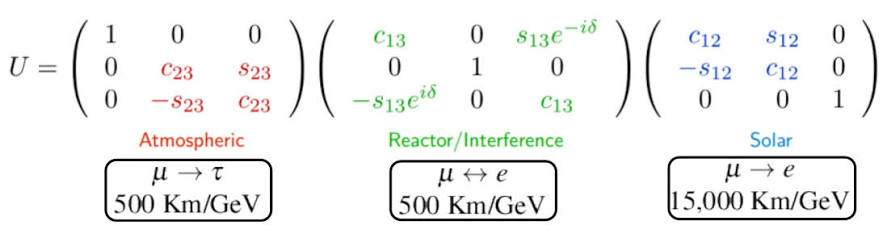 1 0 0 c₁₃ 0 s₁₃e⁻ⁱᵟ c₁₂ s₁₂ 0
U = 0 c₂₃ s₂₃ 0 1 0 −s₁₂ c₁₂ 0
0 −s₂₃ c₂₃ −s₁₃eⁱᵟ 0 c₁₃ 0 0 1
Atmospheric Reactor/Interference Solar
μ → τ μ ↔ e μ → e
500 Km/GeV 500 Km/GeV 15,000 Km/GeV